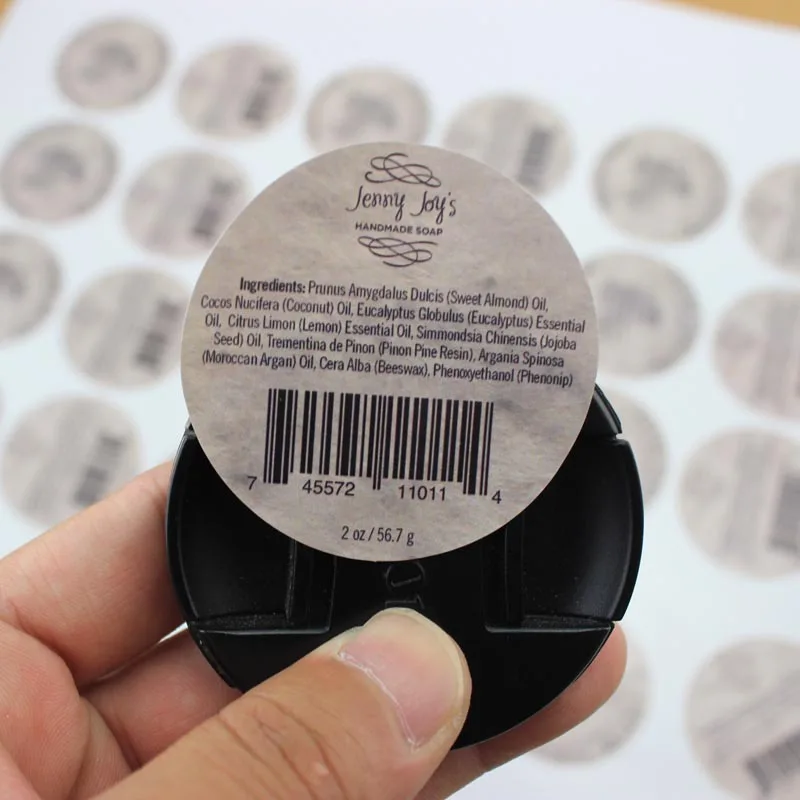 Jenny Joy's
HANDMADE SOAP
Ingredients: Prunus Amygdalus Dulcis (Sweet Almond) Oil,
Cocos Nucifera (Coconut) Oil, Eucalyptus Globulus (Eucalyptus) Essential
Oil, Citrus Limon (Lemon) Essential Oil, Simmondsia Chinensis (Jojoba
Seed) Oil, Trementina de Pinon (Pinon Pine Resin), Argania Spinosa
(Moroccan Argan) Oil, Cera Alba (Beeswax), Phenoxyethanol (Phenonip)
7 45572 11011 4
2 oz / 56.7 g